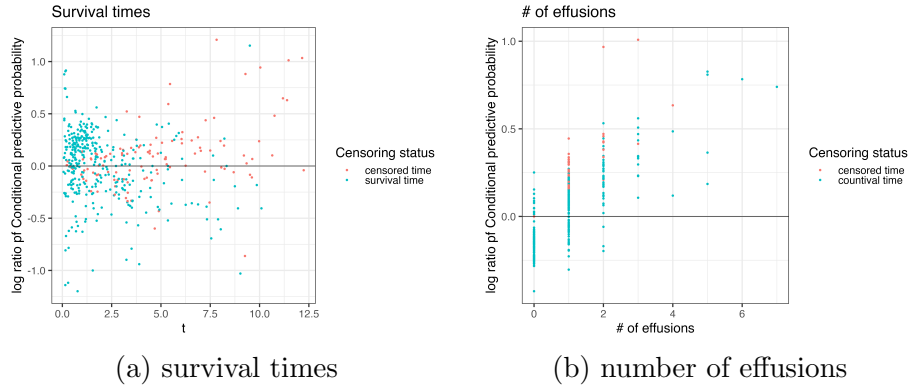 Survival times
log ratio pf Conditional predictive probability
1.0
0.5
0.0
-0.5
-1.0
0.0 2.5 5.0 7.5 10.0 12.5
t
Censoring status
censored time
survival time
(a) survival times
# of effusions
log ratio pf Conditional predictive probability
1.0
0.5
0.0
0 2 4 6
# of effusions
Censoring status
censored time
countival time
(b) number of effusions